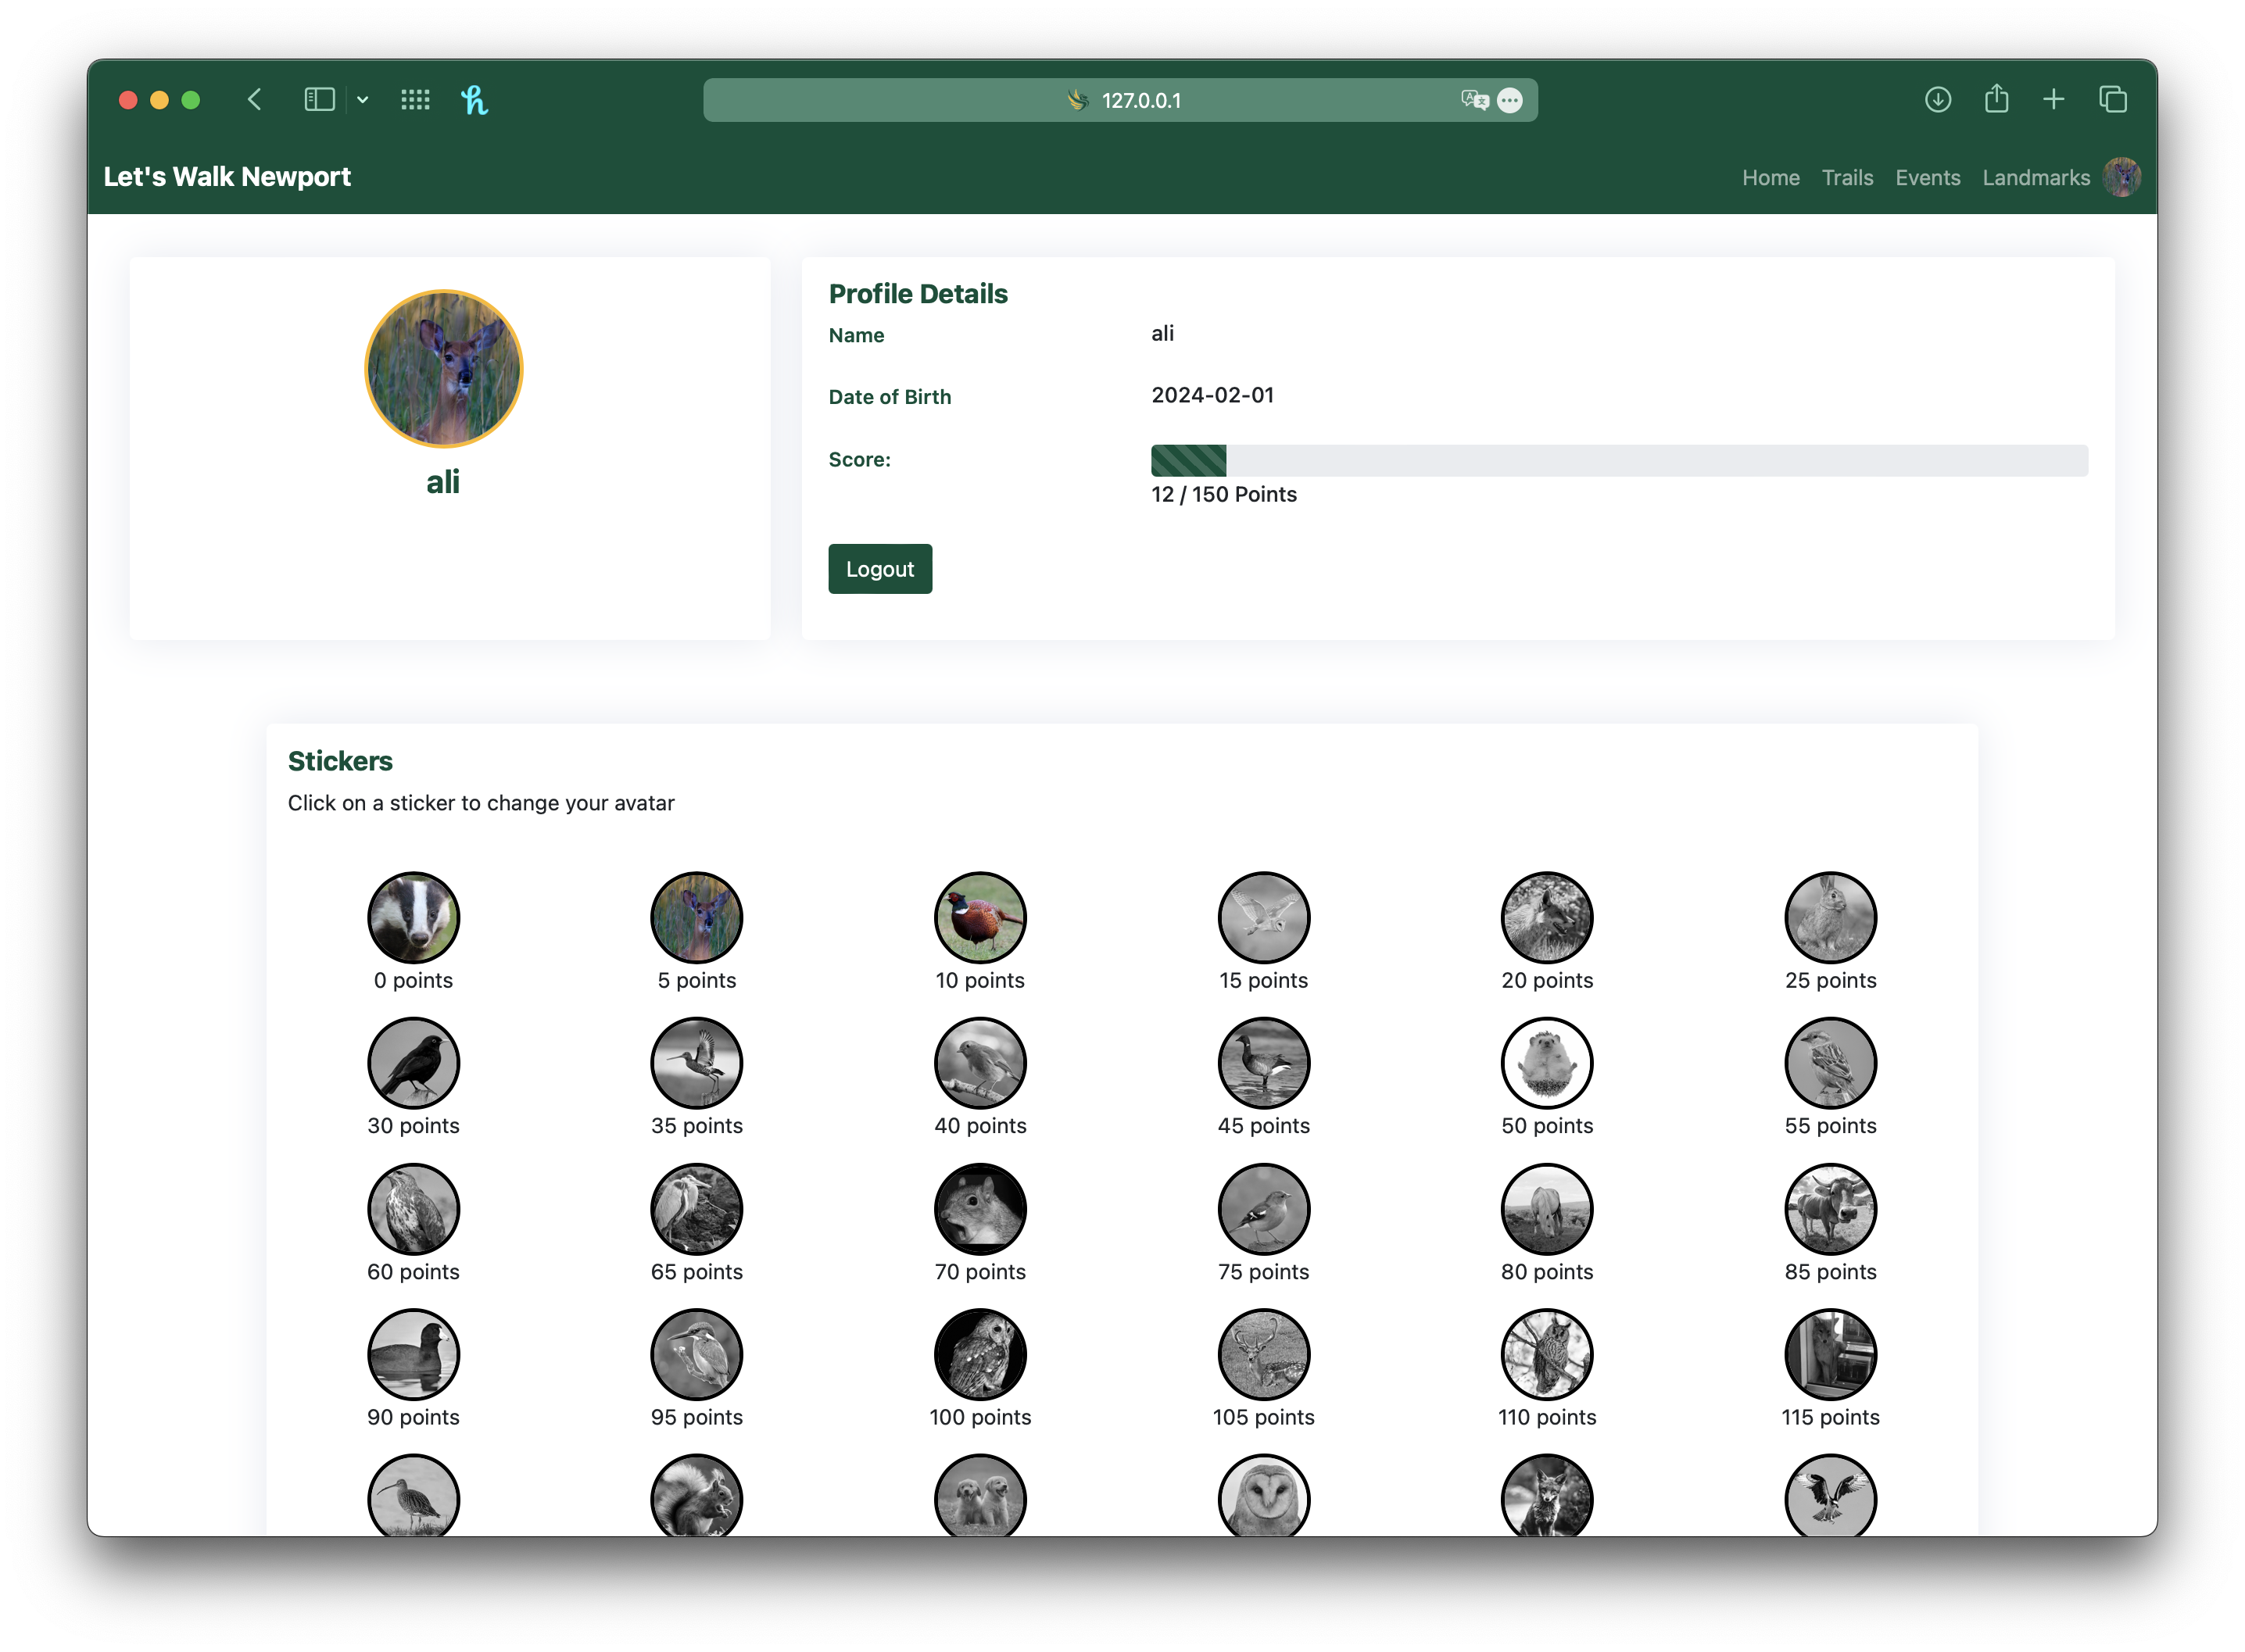 127.0.0.1
Let's Walk Newport
Home Trails Events Landmarks
ali
Profile Details
Name ali
Date of Birth 2024-02-01
Score:
12 / 150 Points
Logout
Stickers
Click on a sticker to change your avatar
0 points 5 points 10 points 15 points 20 points 25 points
30 points 35 points 40 points 45 points 50 points 55 points
60 points 65 points 70 points 75 points 80 points 85 points
90 points 95 points 100 points 105 points 110 points 115 points